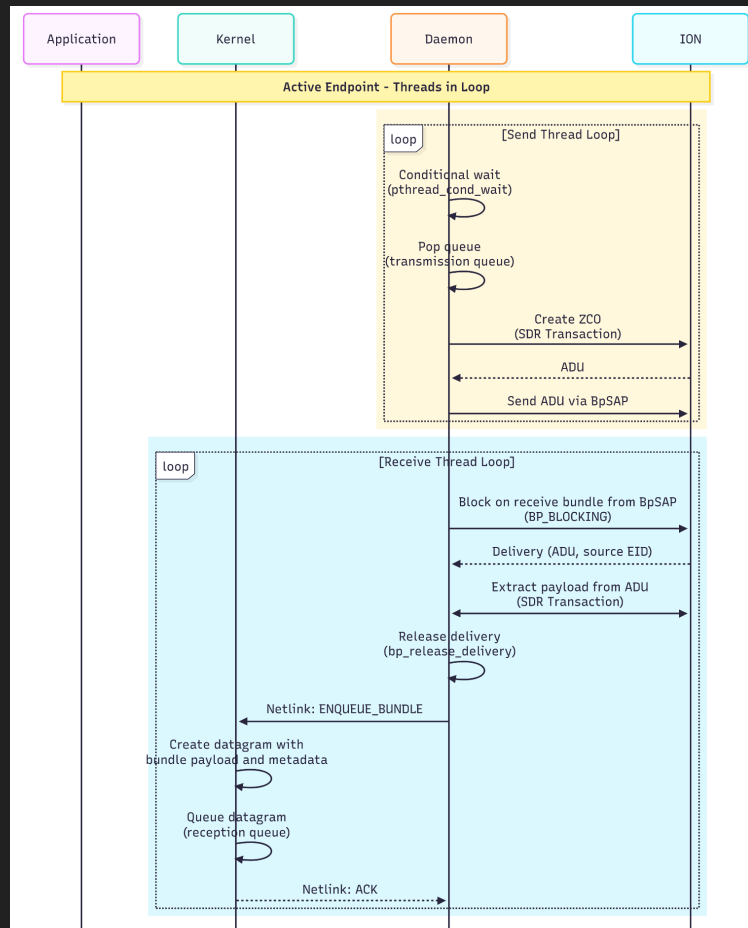 Application
Kernel
Daemon
ION
Active Endpoint - Threads in Loop
loop
[Send Thread Loop]
Conditional wait
(pthread_cond_wait)
Pop queue
(transmission queue)
Create ZCO
(SDR Transaction)
ADU
Send ADU via BpSAP
loop
[Receive Thread Loop]
Block on receive bundle from BpSAP
(BP_BLOCKING)
Delivery (ADU, source EID)
Extract payload from ADU
(SDR Transaction)
Release delivery
(bp_release_delivery)
Netlink: ENQUEUE_BUNDLE
Create datagram with
bundle payload and metadata
Queue datagram
(reception queue)
Netlink: ACK